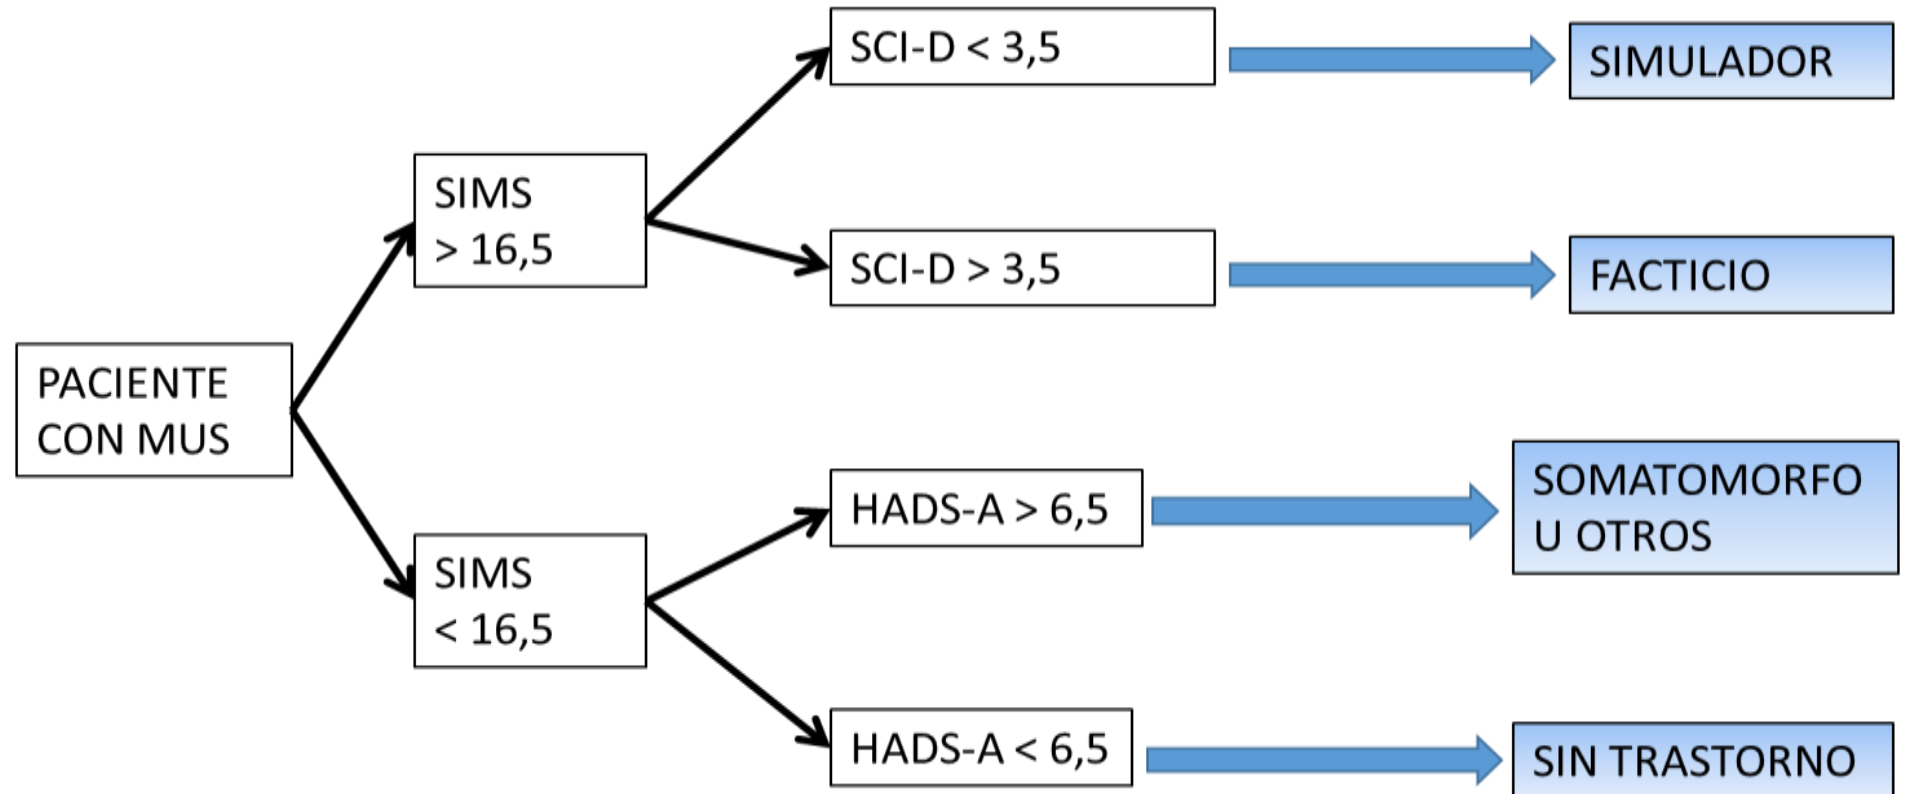 SCI-D < 3,5
SIMULADOR
SIMS
> 16,5
SCI-D > 3,5
FACTICIO
PACIENTE
CON MUS
HADS-A > 6,5
SOMATOMORFO
U OTROS
SIMS
< 16,5
HADS-A < 6,5
SIN TRASTORNO